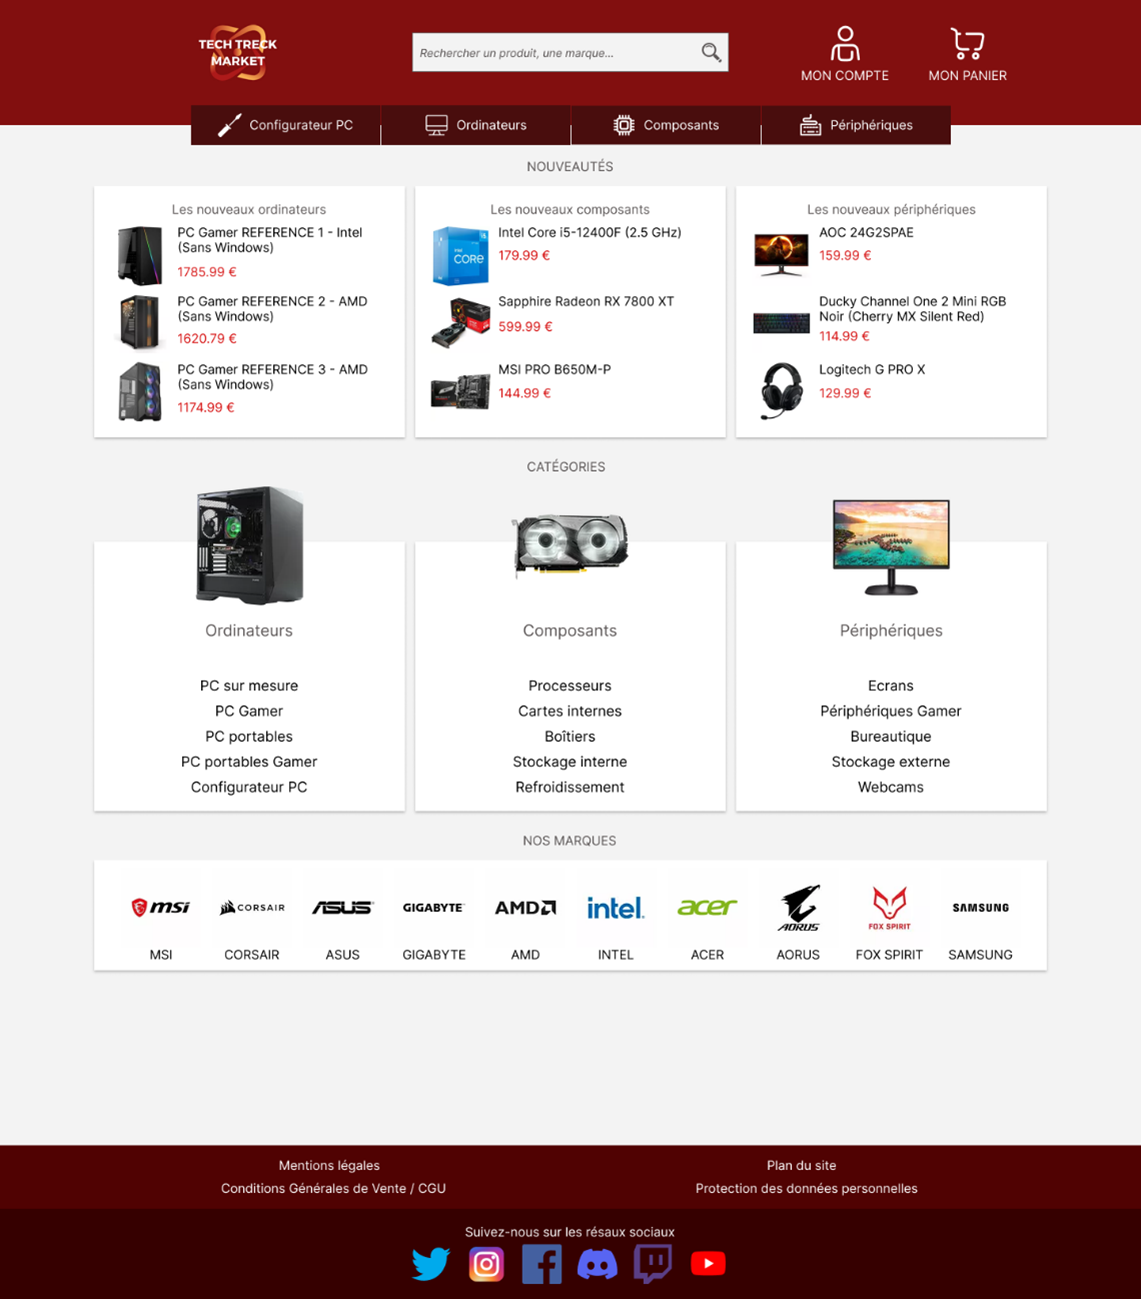 TECH TRECK
MARKET
Rechercher un produit, une marque...
MON COMPTE
MON PANIER
Configurateur PC
Ordinateurs
Composants
Périphériques
NOUVEAUTÉS
Les nouveaux ordinateurs
PC Gamer REFERENCE 1 - Intel
(Sans Windows)
1785.99 €
PC Gamer REFERENCE 2 - AMD
(Sans Windows)
1620.79 €
PC Gamer REFERENCE 3 - AMD
(Sans Windows)
1174.99 €
Les nouveaux composants
Intel Core i5-12400F (2.5 GHz)
CORE
179.99 €
Sapphire Radeon RX 7800 XT
599.99 €
MSI PRO B650M-P
144.99 €
Les nouveaux périphériques
AOC 24G2SPAE
159.99 €
Ducky Channel One 2 Mini RGB
Noir (Cherry MX Silent Red)
114.99 €
Logitech G PRO X
129.99 €
CATÉGORIES
Ordinateurs
PC sur mesure
PC Gamer
PC portables
PC portables Gamer
Configurateur PC
Composants
Processeurs
Cartes internes
Boîtiers
Stockage interne
Refroidissement
Périphériques
Ecrans
Périphériques Gamer
Bureautique
Stockage externe
Webcams
NOS MARQUES
msi
CORSAIR
ASUS
GIGABYTE
AMD
intel.
acer
AORUS
FOX SPIRIT
SAMSUNG
MSI
CORSAIR
ASUS
GIGABYTE
AMD
INTEL
ACER
AORUS
FOX SPIRIT
SAMSUNG
Mentions légales
Plan du site
Conditions Générales de Vente / CGU
Protection des données personnelles
Suivez-nous sur les résaux sociaux